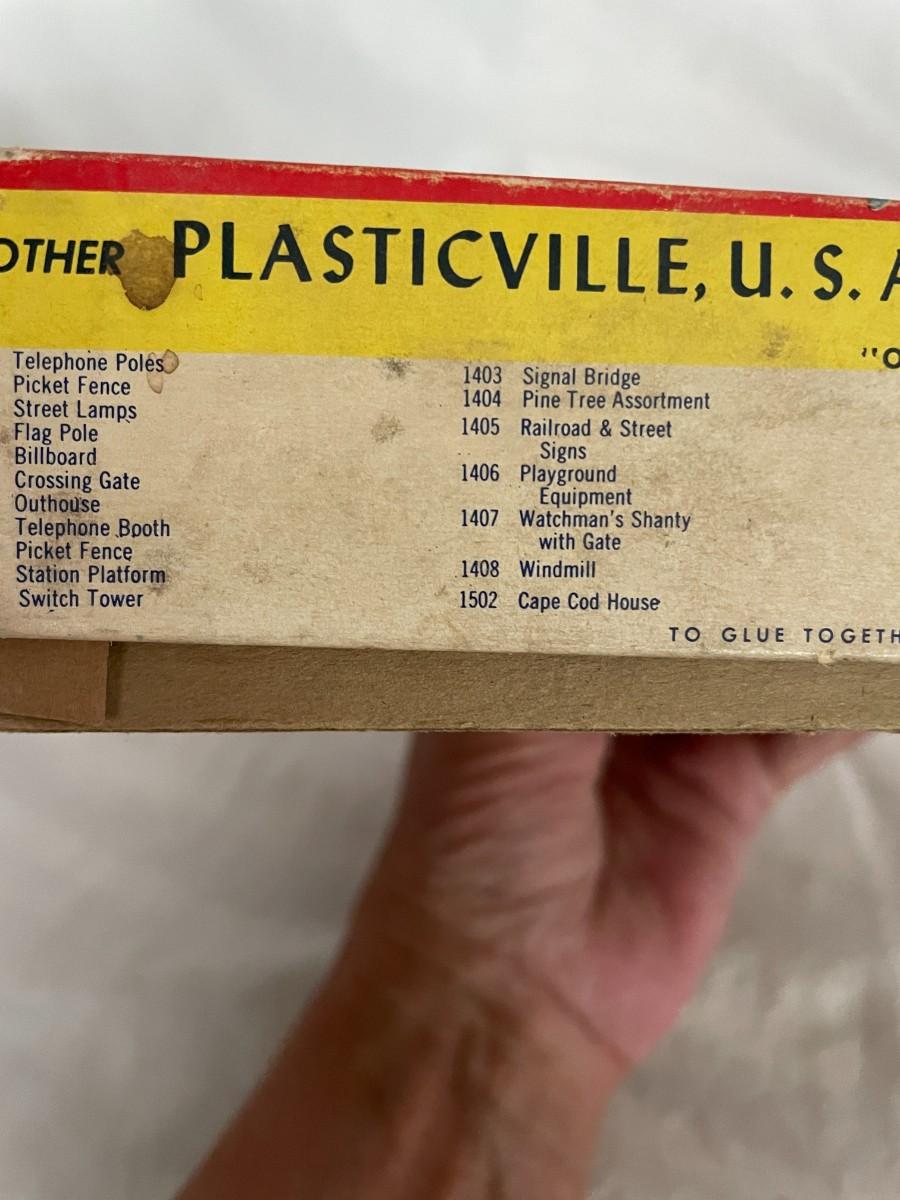 OTHER PLASTICVILLE, U. S.
"O
Telephone Poles
Picket Fence
Street Lamps
Flag Pole
Billboard
Crossing Gate
Outhouse
Telephone Booth
Picket Fence
Station Platform
Switch Tower
1403 Signal Bridge
1404 Pine Tree Assortment
1405 Railroad & Street
Signs
1406 Playground
Equipment
1407 Watchman's Shanty
with Gate
1408 Windmill
1502 Cape Cod House
TO GLUE TOGETH